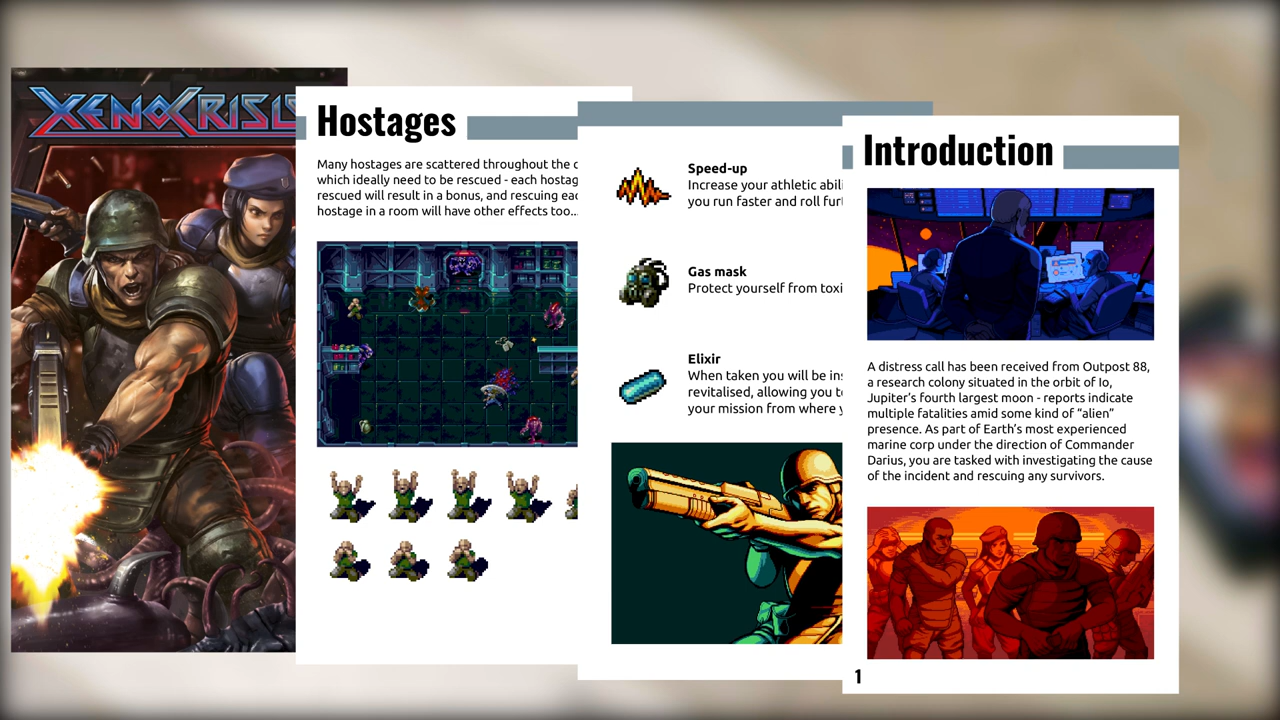 XENOCRISIS
Hostages
Many hostages are scattered throughout the
which ideally need to be rescued - each hostag
rescued will result in a bonus, and rescuing eac
hostage in a room will have other effects too...
Speed-up
Increase your athletic abili
you run faster and roll fur
Gas mask
Protect yourself from toxi
Elixir
When taken you will be ins
revitalised, allowing you t
your mission from where
Introduction
A distress call has been received from Outpost 88,
a research colony situated in the orbit of Io,
Jupiter's fourth largest moon - reports indicate
multiple fatalities amid some kind of “alien”
presence. As part of Earth's most experienced
marine corp under the direction of Commander
Darius, you are tasked with investigating the cause
of the incident and rescuing any survivors.
1